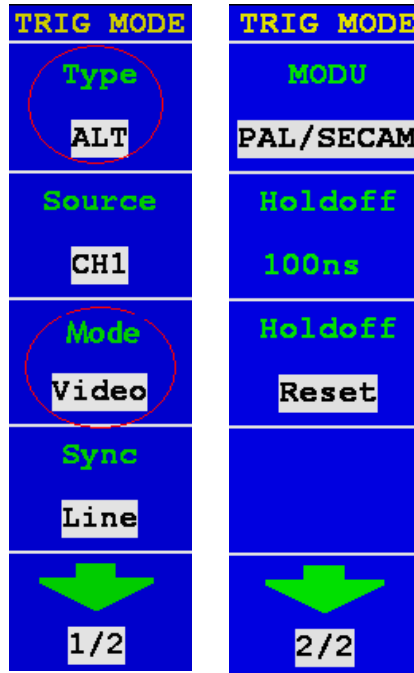 TRIG MODE
Type
ALT
Source
CH1
Mode
Video
Sync
Line
1/2
TRIG MODE
MODU
PAL/SECAM
Holdoff
100ns
Holdoff
Reset
2/2